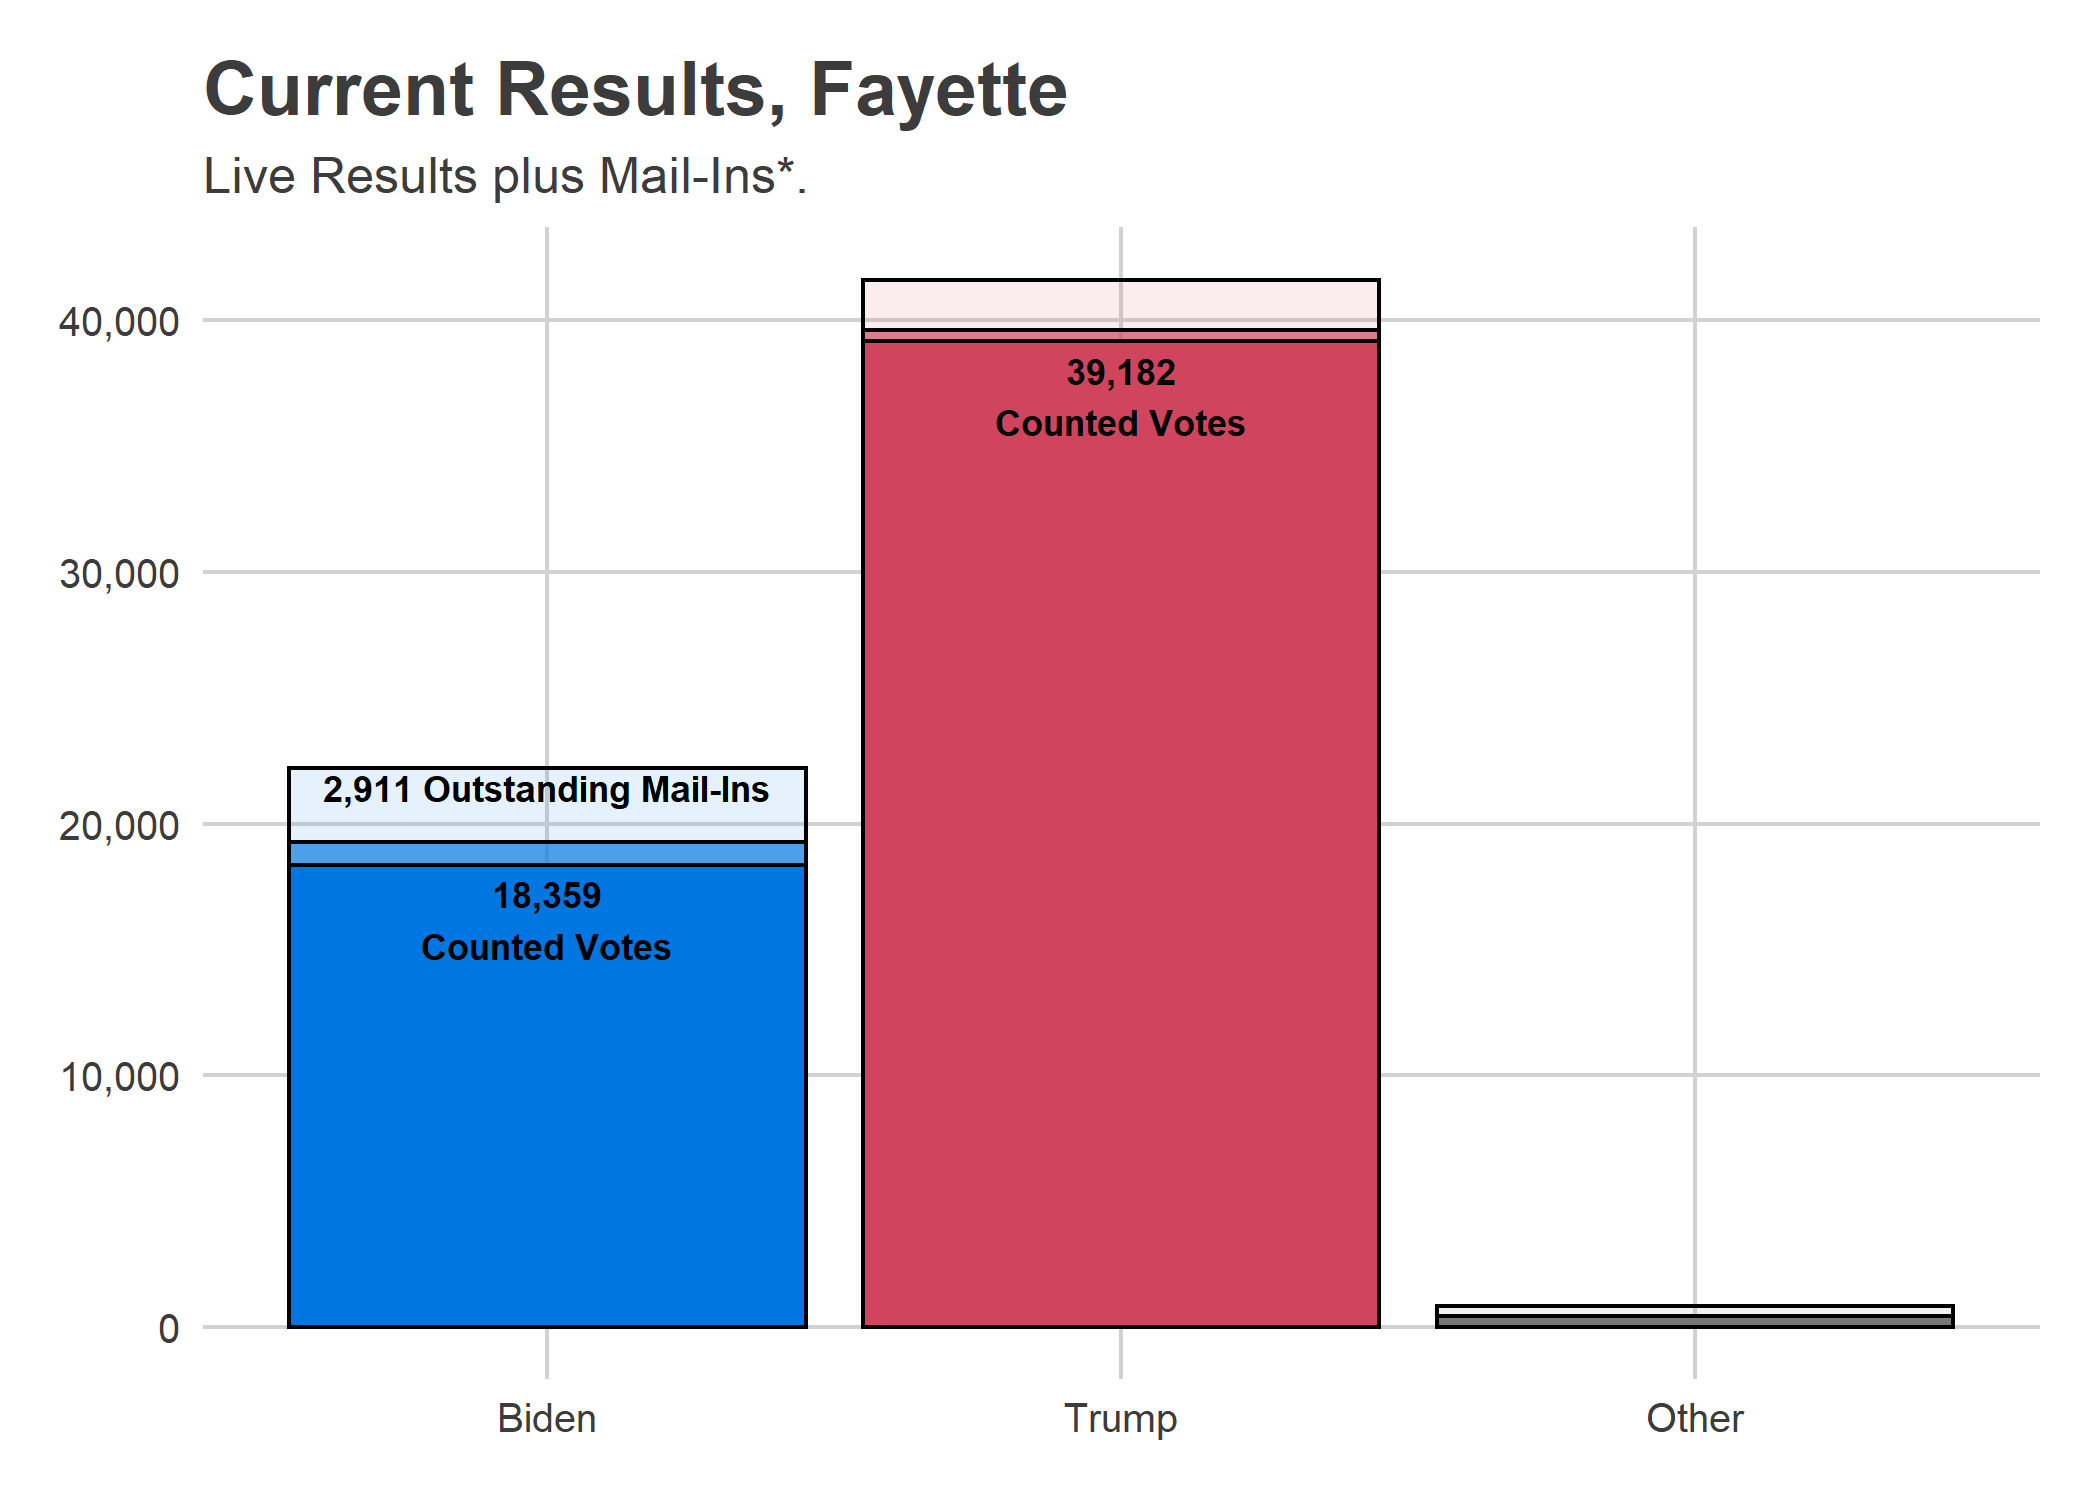 Current Results, Fayette
Live Results plus Mail-Ins*.
40,000
30,000
20,000
10,000
0
39,182
Counted Votes
2,911 Outstanding Mail-Ins
18,359
Counted Votes
Biden
Trump
Other